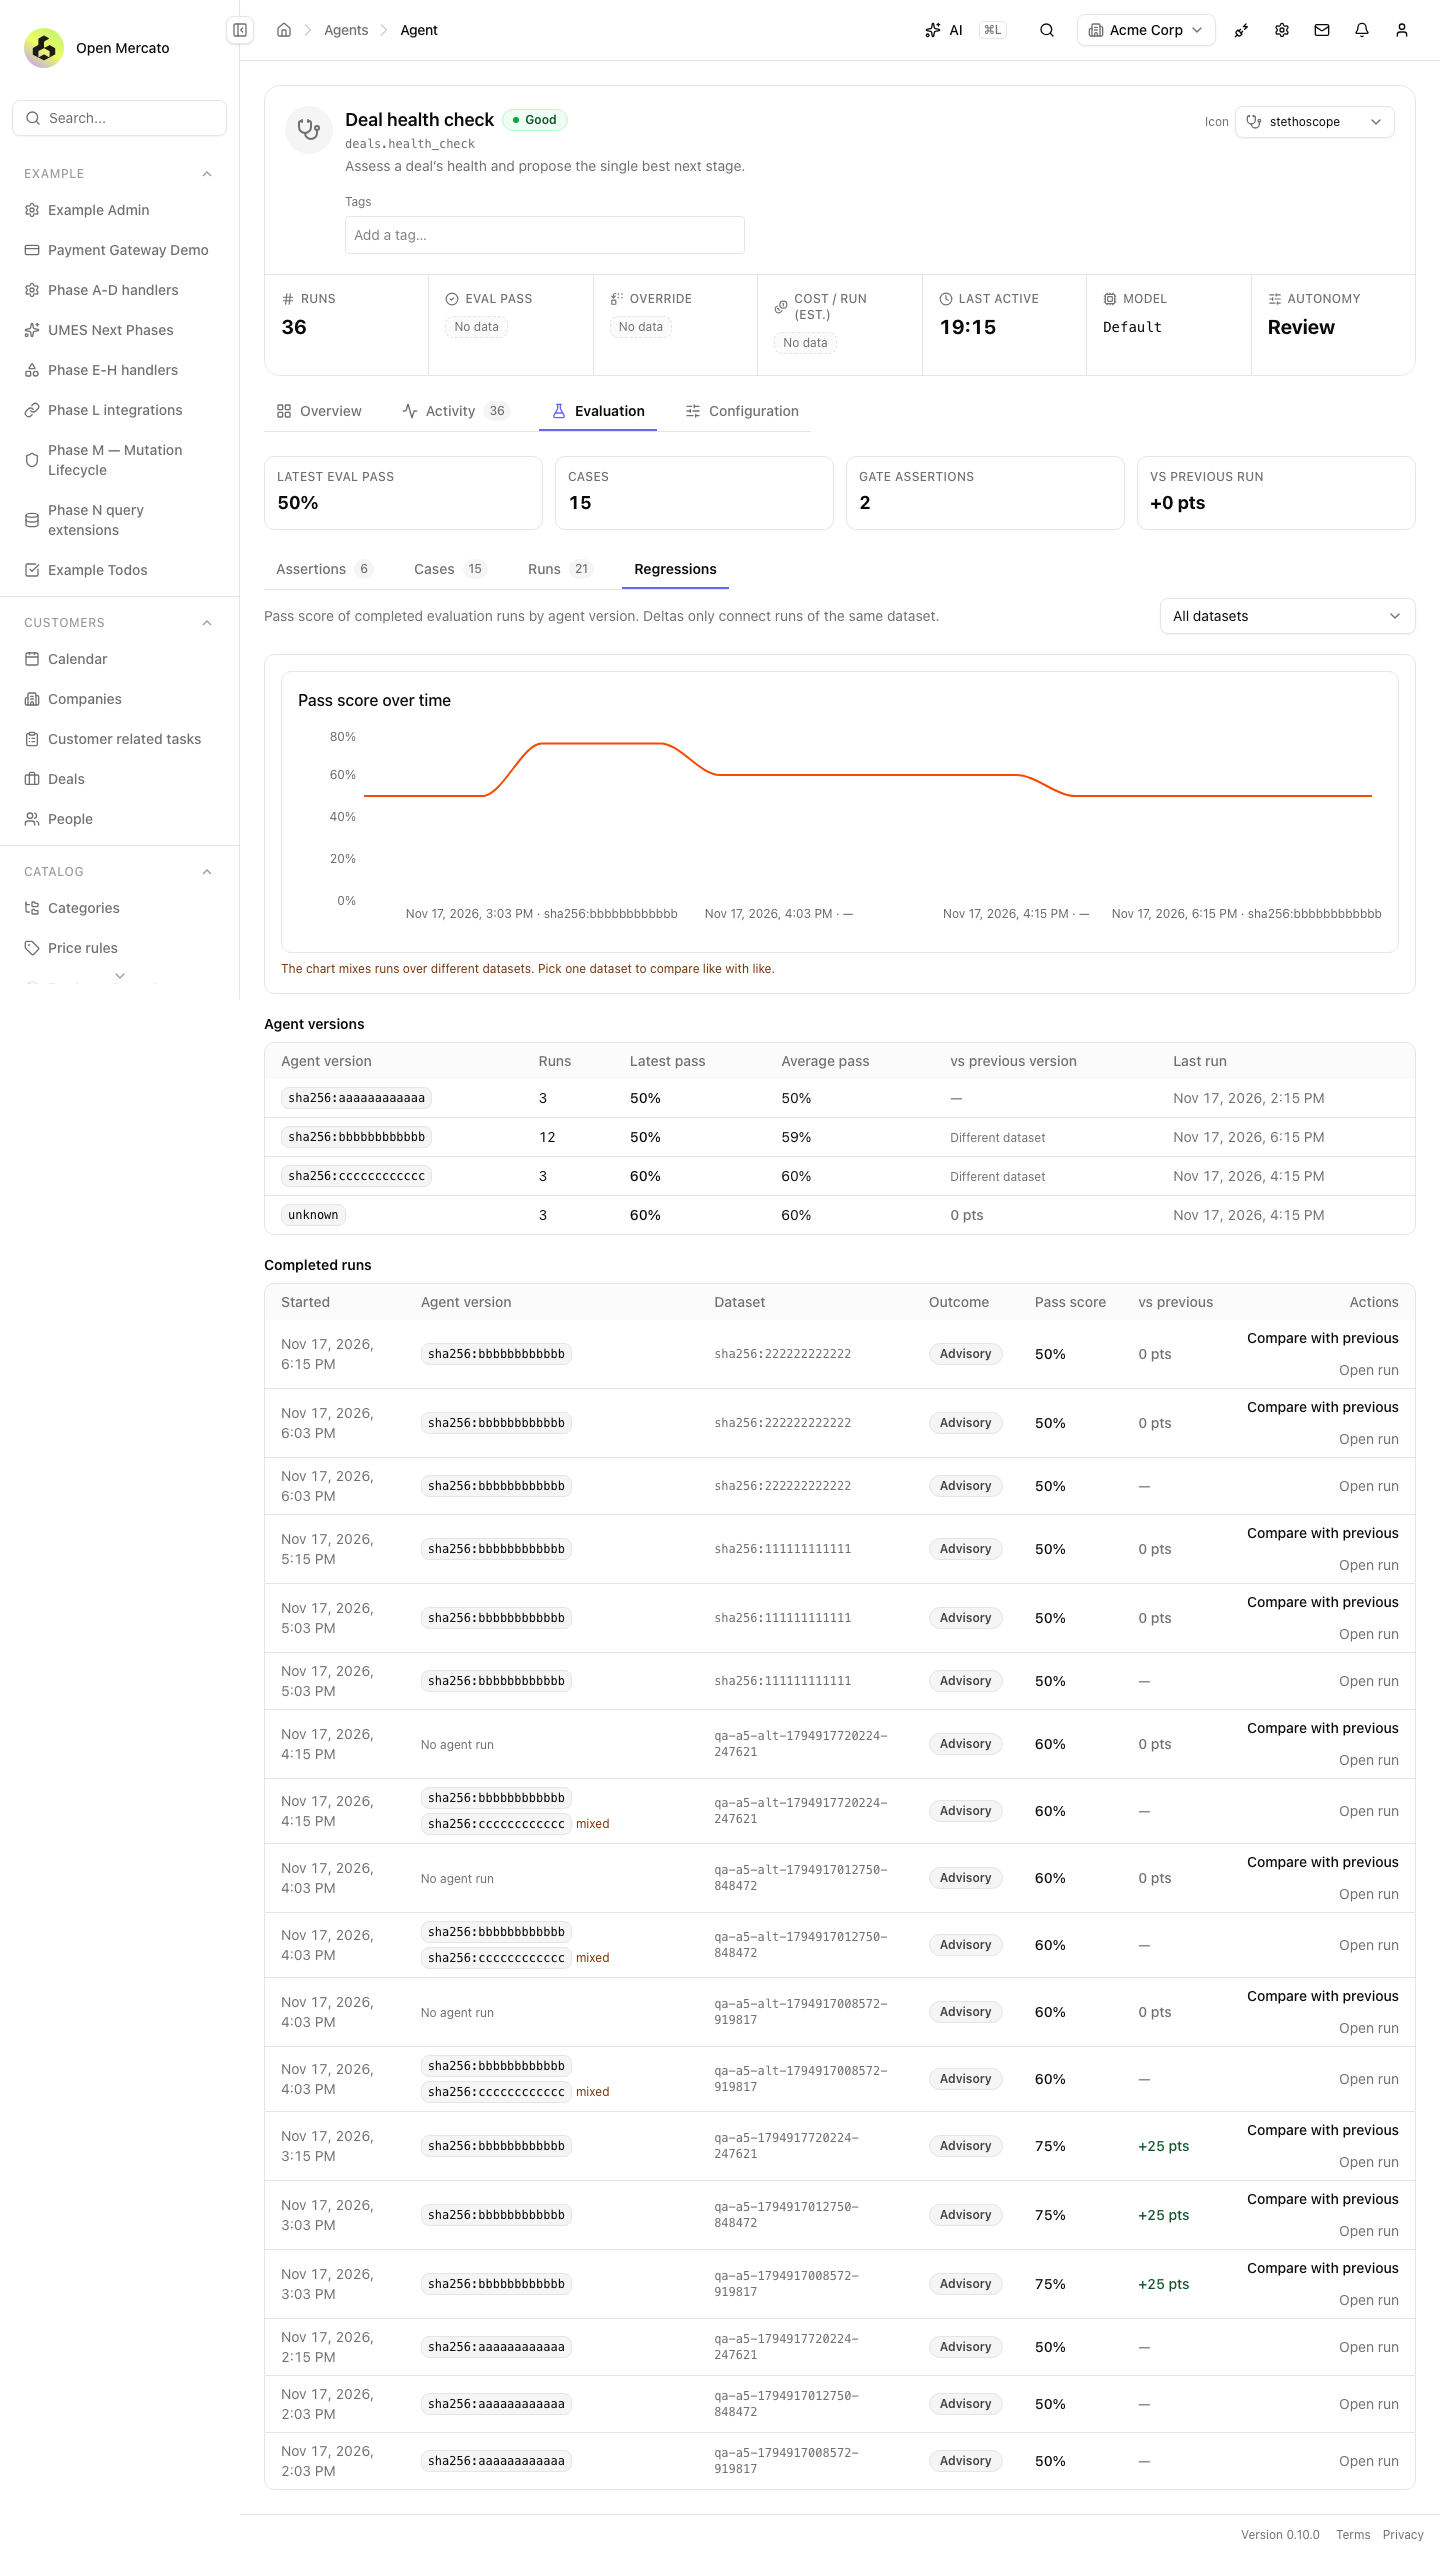 Open Mercato
Search...
EXAMPLE
Example Admin
Payment Gateway Demo
Phase A-D handlers
UMES Next Phases
Phase E-H handlers
Phase L integrations
Phase M — Mutation
Lifecycle
Phase N query
extensions
Example Todos
CUSTOMERS
Calendar
Companies
Customer related tasks
Deals
People
CATALOG
Categories
Price rules
Agents
Agent
AI ⌘L
Acme Corp
Deal health check
Good
deals.health_check
Assess a deal's health and propose the single best next stage.
Tags
Add a tag...
Icon
stethoscope
RUNS
36
EVAL PASS
No data
OVERRIDE
No data
COST / RUN
(EST.)
No data
LAST ACTIVE
19:15
MODEL
Default
AUTONOMY
Review
Overview
Activity 36
Evaluation
Configuration
LATEST EVAL PASS
50%
CASES
15
GATE ASSERTIONS
2
VS PREVIOUS RUN
+0 pts
Assertions 6
Cases 15
Runs 21
Regressions
Pass score of completed evaluation runs by agent version. Deltas only connect runs of the same dataset.
All datasets
Pass score over time
80%
60%
40%
20%
0%
Nov 17, 2026, 3:03 PM · sha256:bbbbbbbbbbbb
Nov 17, 2026, 4:03 PM · —
Nov 17, 2026, 4:15 PM · —
Nov 17, 2026, 6:15 PM · sha256:bbbbbbbbbbbb
The chart mixes runs over different datasets. Pick one dataset to compare like with like.
Agent versions
Agent version Runs Latest pass Average pass vs previous version Last run
sha256:aaaaaaaaaaaa 3 50% 50% — Nov 17, 2026, 2:15 PM
sha256:bbbbbbbbbbbb 12 50% 59% Different dataset Nov 17, 2026, 6:15 PM
sha256:cccccccccccc 3 60% 60% Different dataset Nov 17, 2026, 4:15 PM
unknown 3 60% 60% 0 pts Nov 17, 2026, 4:15 PM
Completed runs
Started Agent version Dataset Outcome Pass score vs previous Actions
Nov 17, 2026,
6:15 PM
sha256:bbbbbbbbbbbb
sha256:222222222222
Advisory
50%
0 pts
Compare with previous
Open run
Nov 17, 2026,
6:03 PM
sha256:bbbbbbbbbbbb
sha256:222222222222
Advisory
50%
0 pts
Compare with previous
Open run
Nov 17, 2026,
6:03 PM
sha256:bbbbbbbbbbbb
sha256:222222222222
Advisory
50%
—
Open run
Nov 17, 2026,
5:15 PM
sha256:bbbbbbbbbbbb
sha256:111111111111
Advisory
50%
0 pts
Compare with previous
Open run
Nov 17, 2026,
5:03 PM
sha256:bbbbbbbbbbbb
sha256:111111111111
Advisory
50%
0 pts
Compare with previous
Open run
Nov 17, 2026,
5:03 PM
sha256:bbbbbbbbbbbb
sha256:111111111111
Advisory
50%
—
Open run
Nov 17, 2026,
4:15 PM
No agent run
qa-a5-alt-1794917720224-
247621
Advisory
60%
0 pts
Compare with previous
Open run
Nov 17, 2026,
4:15 PM
sha256:bbbbbbbbbbbb
sha256:cccccccccccc mixed
qa-a5-alt-1794917720224-
247621
Advisory
60%
—
Open run
Nov 17, 2026,
4:03 PM
No agent run
qa-a5-alt-1794917012750-
848472
Advisory
60%
0 pts
Compare with previous
Open run
Nov 17, 2026,
4:03 PM
sha256:bbbbbbbbbbbb
sha256:cccccccccccc mixed
qa-a5-alt-1794917012750-
848472
Advisory
60%
—
Open run
Nov 17, 2026,
4:03 PM
No agent run
qa-a5-alt-1794917008572-
919817
Advisory
60%
0 pts
Compare with previous
Open run
Nov 17, 2026,
4:03 PM
sha256:bbbbbbbbbbbb
sha256:cccccccccccc mixed
qa-a5-alt-1794917008572-
919817
Advisory
60%
—
Open run
Nov 17, 2026,
3:15 PM
sha256:bbbbbbbbbbbb
qa-a5-1794917720224-
247621
Advisory
75%
+25 pts
Compare with previous
Open run
Nov 17, 2026,
3:03 PM
sha256:bbbbbbbbbbbb
qa-a5-1794917012750-
848472
Advisory
75%
+25 pts
Compare with previous
Open run
Nov 17, 2026,
3:03 PM
sha256:bbbbbbbbbbbb
qa-a5-1794917008572-
919817
Advisory
75%
+25 pts
Compare with previous
Open run
Nov 17, 2026,
2:15 PM
sha256:aaaaaaaaaaaa
qa-a5-1794917720224-
247621
Advisory
50%
—
Open run
Nov 17, 2026,
2:03 PM
sha256:aaaaaaaaaaaa
qa-a5-1794917012750-
848472
Advisory
50%
—
Open run
Nov 17, 2026,
2:03 PM
sha256:aaaaaaaaaaaa
qa-a5-1794917008572-
919817
Advisory
50%
—
Open run
Version 0.10.0 Terms Privacy